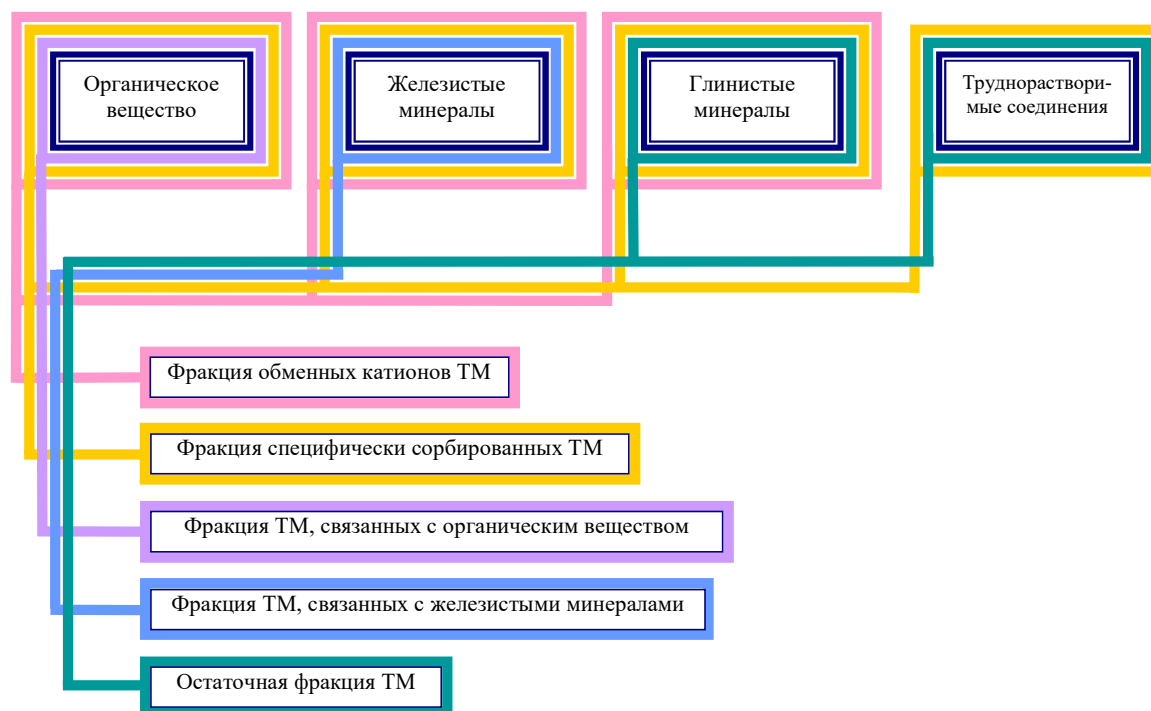 Органическое
вещество
Железистые
минералы
Глинистые
минералы
Труднораствори-
мые соединения
Фракция обменных катионов ТМ
Фракция специфически сорбированных ТМ
Фракция ТМ, связанных с органическим веществом
Фракция ТМ, связанных с железистыми минералами
Остаточная фракция ТМ